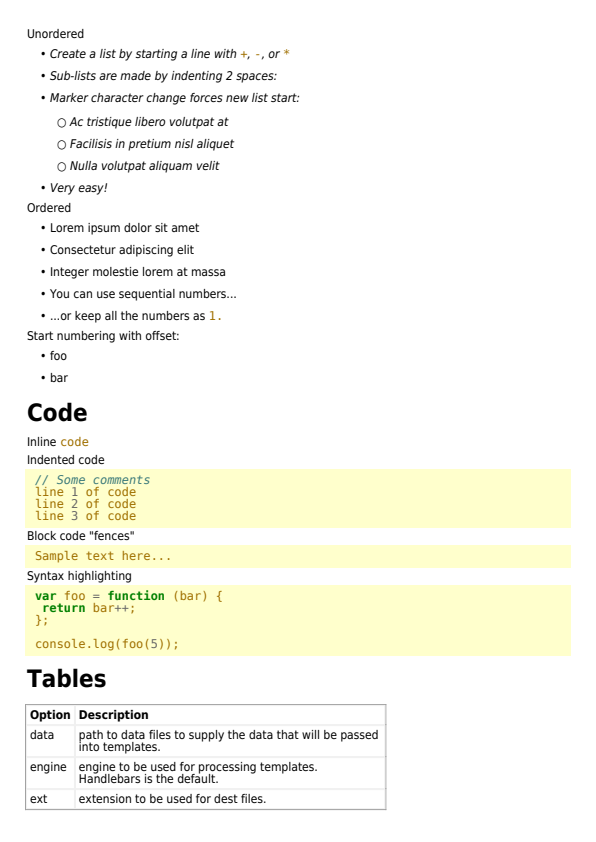 Unordered
• Create a list by starting a line with +, -, or *
• Sub-lists are made by indenting 2 spaces:
• Marker character change forces new list start:
○ Ac tristique libero volutpat at
○ Facilisis in pretium nisl aliquet
○ Nulla volutpat aliquam velit
• Very easy!
Ordered
• Lorem ipsum dolor sit amet
• Consectetur adipiscing elit
• Integer molestie lorem at massa
• You can use sequential numbers...
• ...or keep all the numbers as 1.
Start numbering with offset:
• foo
• bar
Code
Inline code
Indented code
// Some comments
line 1 of code
line 2 of code
line 3 of code
Block code "fences"
Sample text here...
Syntax highlighting
var foo = function (bar) {
 return bar++;
};
console.log(foo(5));
Tables
Option Description
data path to data files to supply the data that will be passed
into templates.
engine engine to be used for processing templates.
Handlebars is the default.
ext extension to be used for dest files.